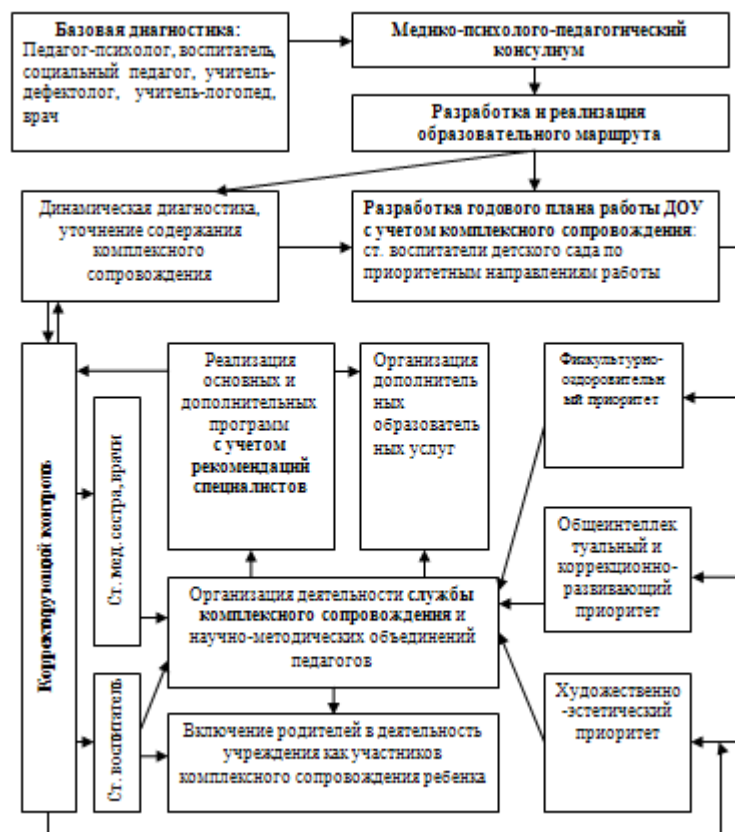 Базовая диагностика:
Педагог-психолог, воспитатель,
социальный педагог, учитель-
дефектолог, учитель-логопед,
врач
Медико-психолого-педагогический
консилиум
Разработка и реализация
образовательного маршрута
Динамическая диагностика,
уточнение содержания
комплексного
сопровождения
Разработка годового плана работы ДОУ
с учетом комплексного сопровождения:
ст. воспитатели детского сада по
приоритетным направлениям работы
Корректирующий контроль
Ст. мед. сестра, врачи
Ст. воспитатель
Реализация
основных и
дополнительных
программ
с учетом
рекомендаций
специалистов
Организация
дополнитель
ных
образователь
ных услуг
Физкультурно-
оздоровительн
ый приоритет
Общеинтеллек
туальный и
коррекционно-
развивающий
приоритет
Организация деятельности службы
комплексного сопровождения и
научно-методических объединений
педагогов
Художественно
-эстетический
приоритет
Включение родителей в деятельность
учреждения как участников
комплексного сопровождения ребенка